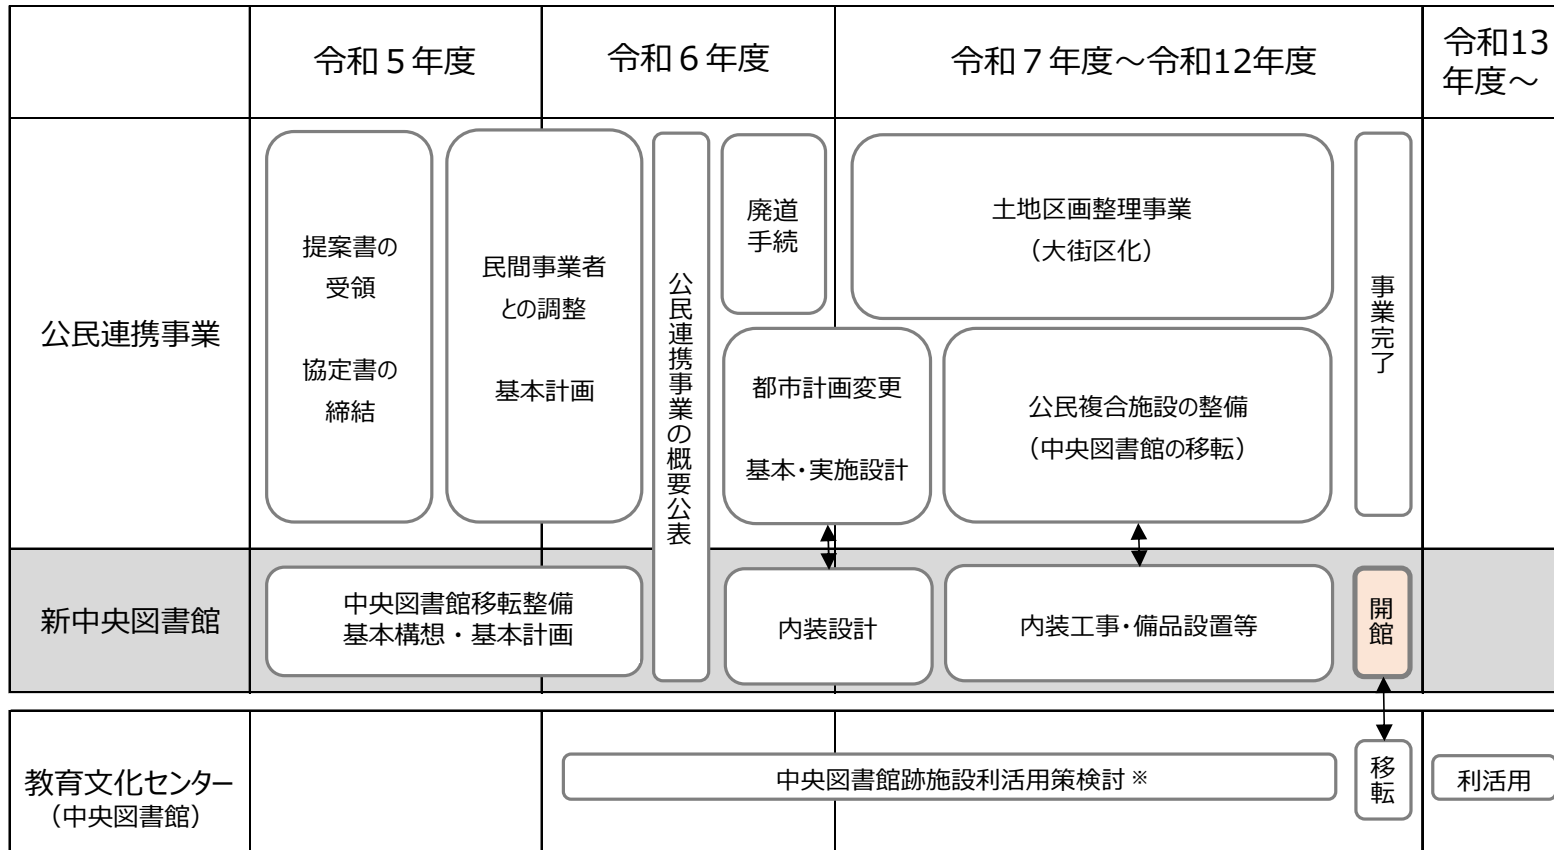 令和５年度
令和６年度
令和７年度～令和12年度
令和13
年度～
公民連携事業
提案書の
受領
協定書の
締結
民間事業者
との調整
基本計画
公民連携事業の概要公表
廃道
手続
都市計画変更
基本・実施設計
土地区画整理事業
（大街区化）
公民複合施設の整備
（中央図書館の移転）
事業完了
新中央図書館
中央図書館移転整備
基本構想・基本計画
内装設計
内装工事・備品設置等
開館
教育文化センター
（中央図書館）
中央図書館跡施設利活用策検討※
移転
利活用